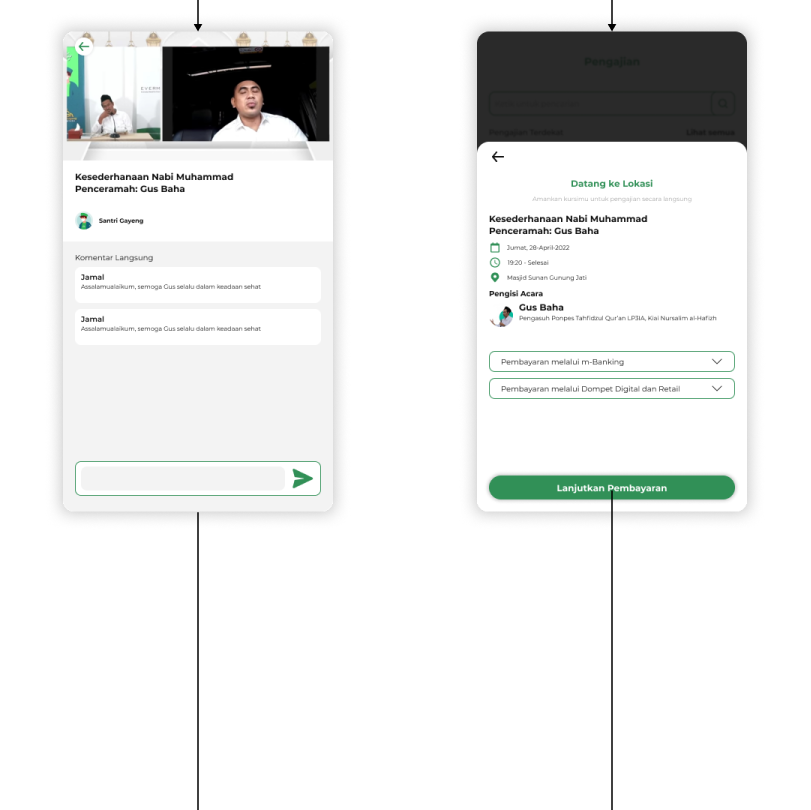 Kesederhanaan Nabi Muhammad
Penceramah: Gus Baha
Santri Gayeng
Komentar Langsung
Jamal
Assalamualaikum, semoga Gus selalu dalam keadaan sehat
Jamal
Assalamualaikum, semoga Gus selalu dalam keadaan sehat
Pengajian
Pengajian Terdekat
Lihat semua
Datang ke Lokasi
Amankan kursimu untuk pengajian secara langsung
Kesederhanaan Nabi Muhammad
Penceramah: Gus Baha
Jumat, 28-April-2022
19:20 - Selesai
Masjid Sunan Gunung Jati
Pengisi Acara
Gus Baha
Pengasuh Ponpes Tahfidzul Qur'an LP3IA, Kiai Nursalim al-Hafizh
Pembayaran melalui m-Banking
Pembayaran melalui Dompet Digital dan Retail
Lanjutkan Pembayaran